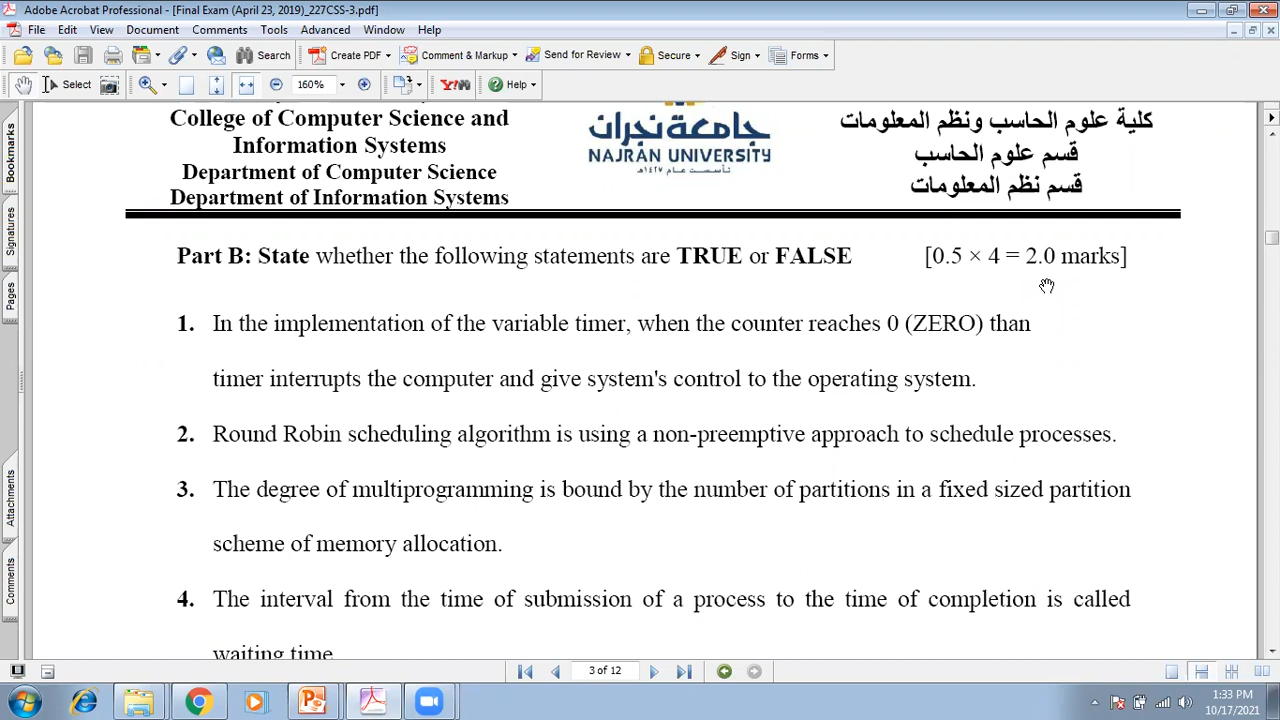 Adobe Acrobat Professional - [Final Exam (April 23, 2019)_227CSS-3.pdf]
File Edit View Document Comments Tools Advanced Window Help
Search Create PDF Comment & Markup Send for Review Secure Sign Forms
Select 160% Y! Help
Bookmarks
Signatures
Pages
Attachments
Comments
College of Computer Science and
Information Systems
Department of Computer Science
Department of Information Systems
جامعة نجران
NAJRAN UNIVERSITY
تأسست عام ١٤٢٧هـ
كلية علوم الحاسب ونظم المعلومات
قسم علوم الحاسب
قسم نظم المعلومات
Part B: State whether the following statements are TRUE or FALSE [0.5 × 4 = 2.0 marks]
1. In the implementation of the variable timer, when the counter reaches 0 (ZERO) than
timer interrupts the computer and give system's control to the operating system.
2. Round Robin scheduling algorithm is using a non-preemptive approach to schedule processes.
3. The degree of multiprogramming is bound by the number of partitions in a fixed sized partition
scheme of memory allocation.
4. The interval from the time of submission of a process to the time of completion is called
waiting time
3 of 12
1:33 PM
10/17/2021